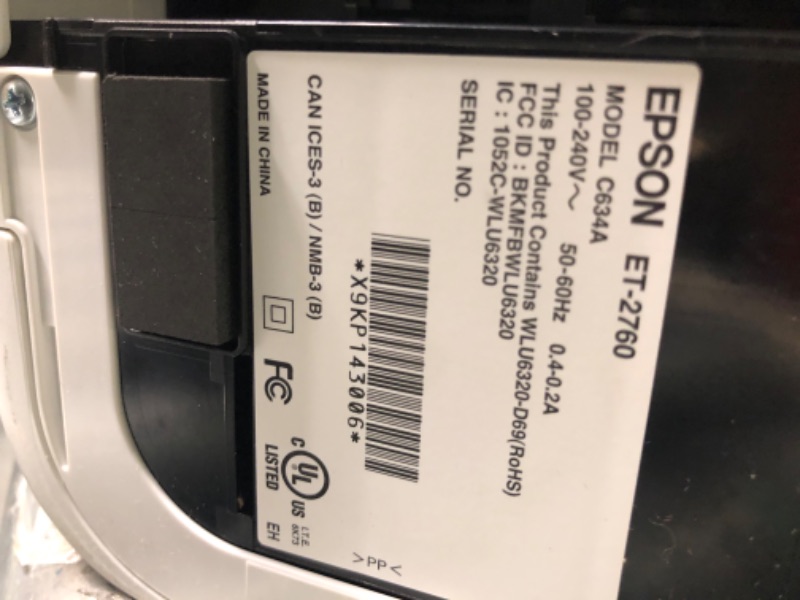 EPSON ET-2760
MODEL C634A
100-240V～ 50-60Hz 0.4-0.2A
This Product Contains WLU6320-D69(RoHS)
FCC ID : BKMFBWLU6320
IC : 1052C-WLU6320
SERIAL NO.
*X9KP143006*
CAN ICES-3 (B) / NMB-3 (B)
MADE IN CHINA
FC
C UL US
®
LISTED
I.T.E.
6K73
EH
>PP<